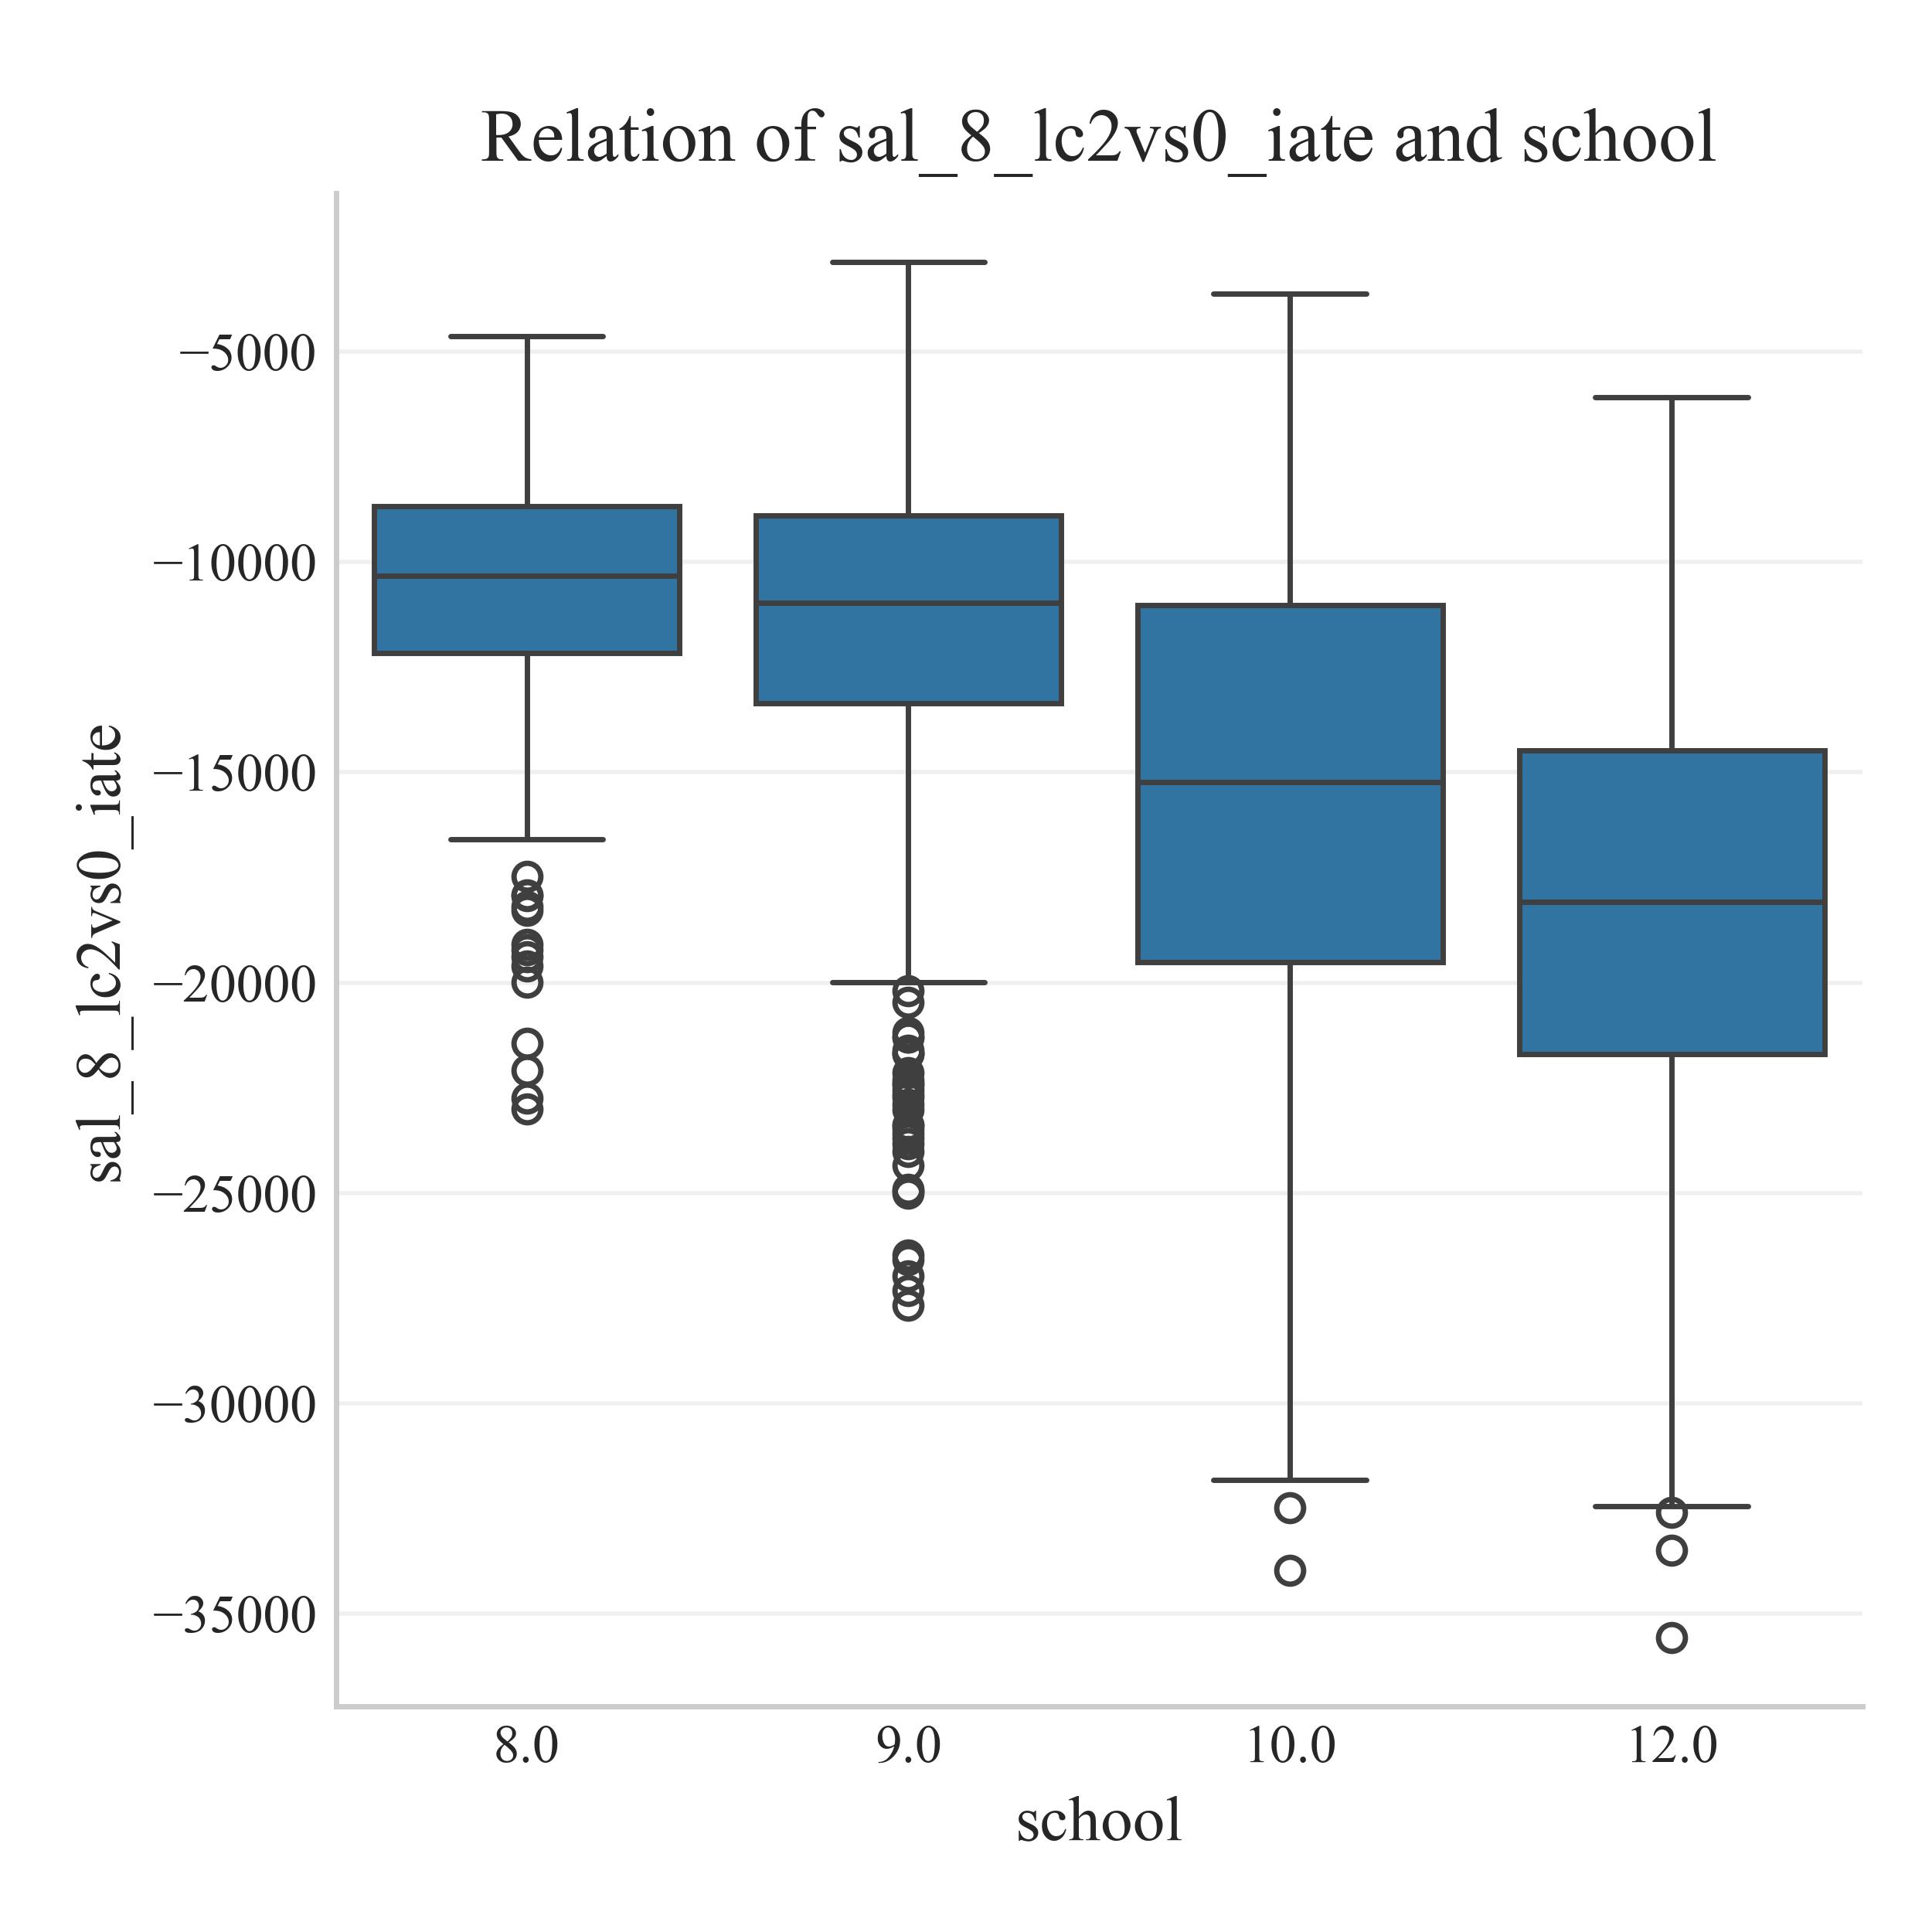 Relation of sal_8_lc2vs0_iate and school
sal_8_lc2vs0_iate
−5000
−10000
−15000
−20000
−25000
−30000
−35000
8.0 9.0 10.0 12.0
school